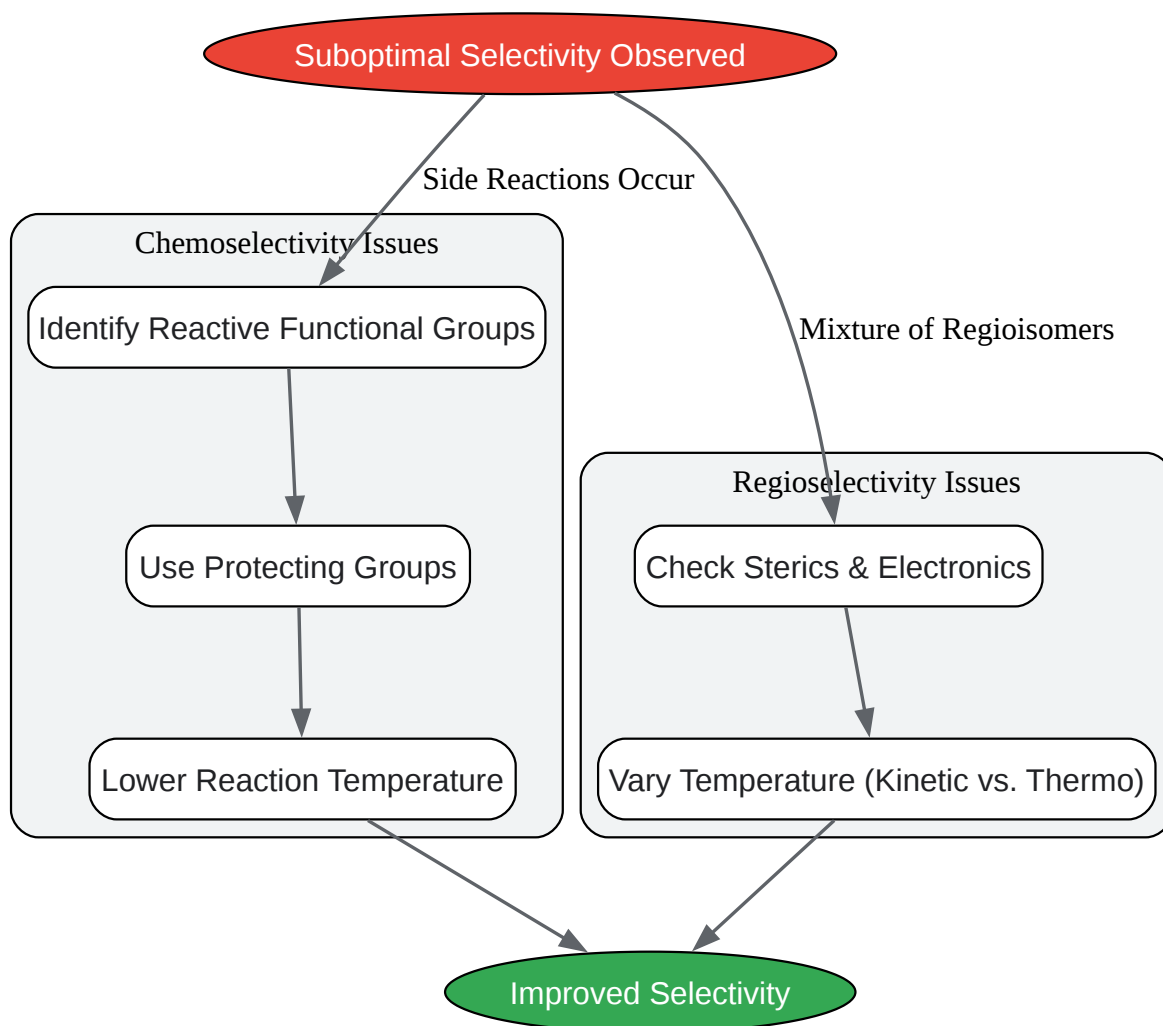 Suboptimal Selectivity Observed
Side Reactions Occur
Chemoselectivity Issues
Identify Reactive Functional Groups
Mixture of Regioisomers
Regioselectivity Issues
Use Protecting Groups
Check Sterics & Electronics
Lower Reaction Temperature
Vary Temperature (Kinetic vs. Thermo)
Improved Selectivity